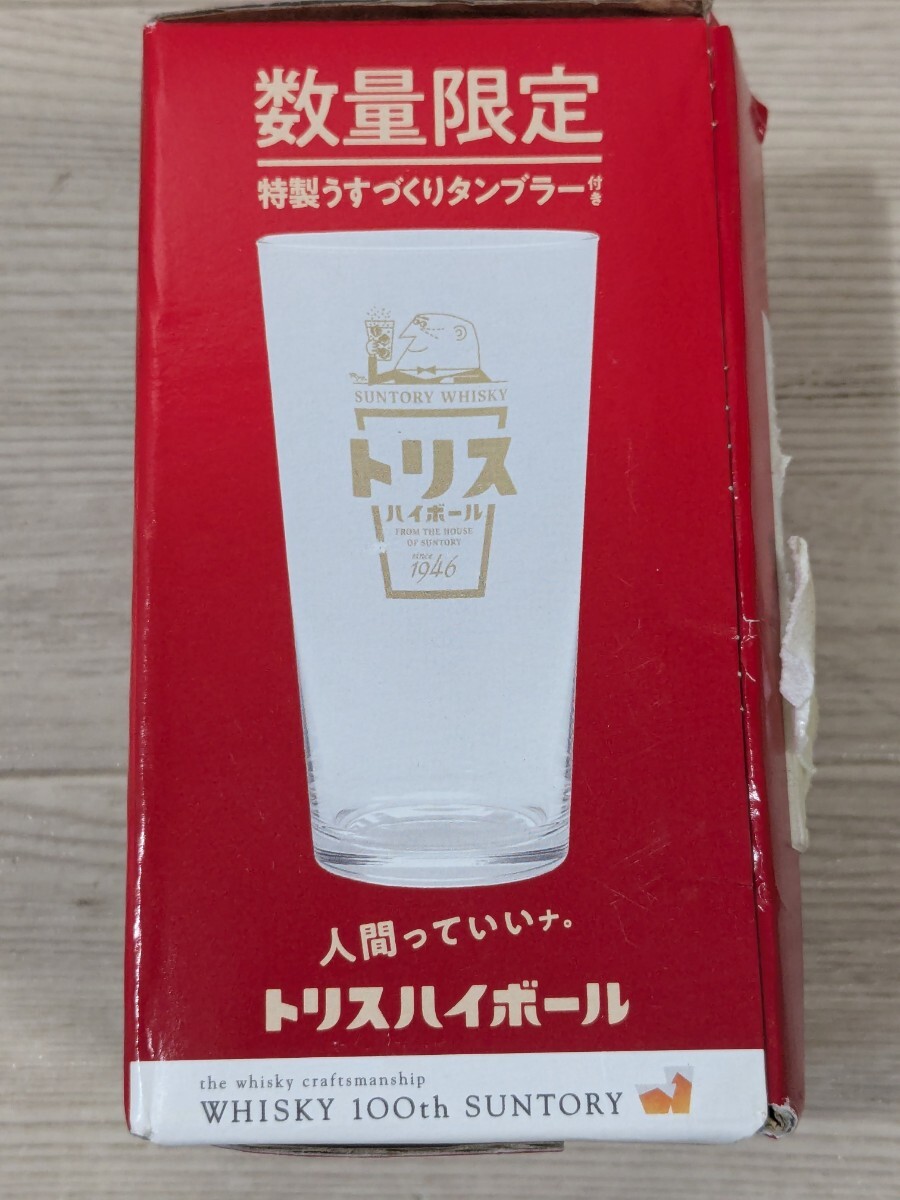 数量限定
特製うすづくりタンブラー付き
SUNTORY WHISKY
トリス
ハイボール
FROM THE HOUSE
OF SUNTORY
since
1946
人間っていいナ。
トリスハイボール
the whisky craftsmanship
WHISKY 100th SUNTORY